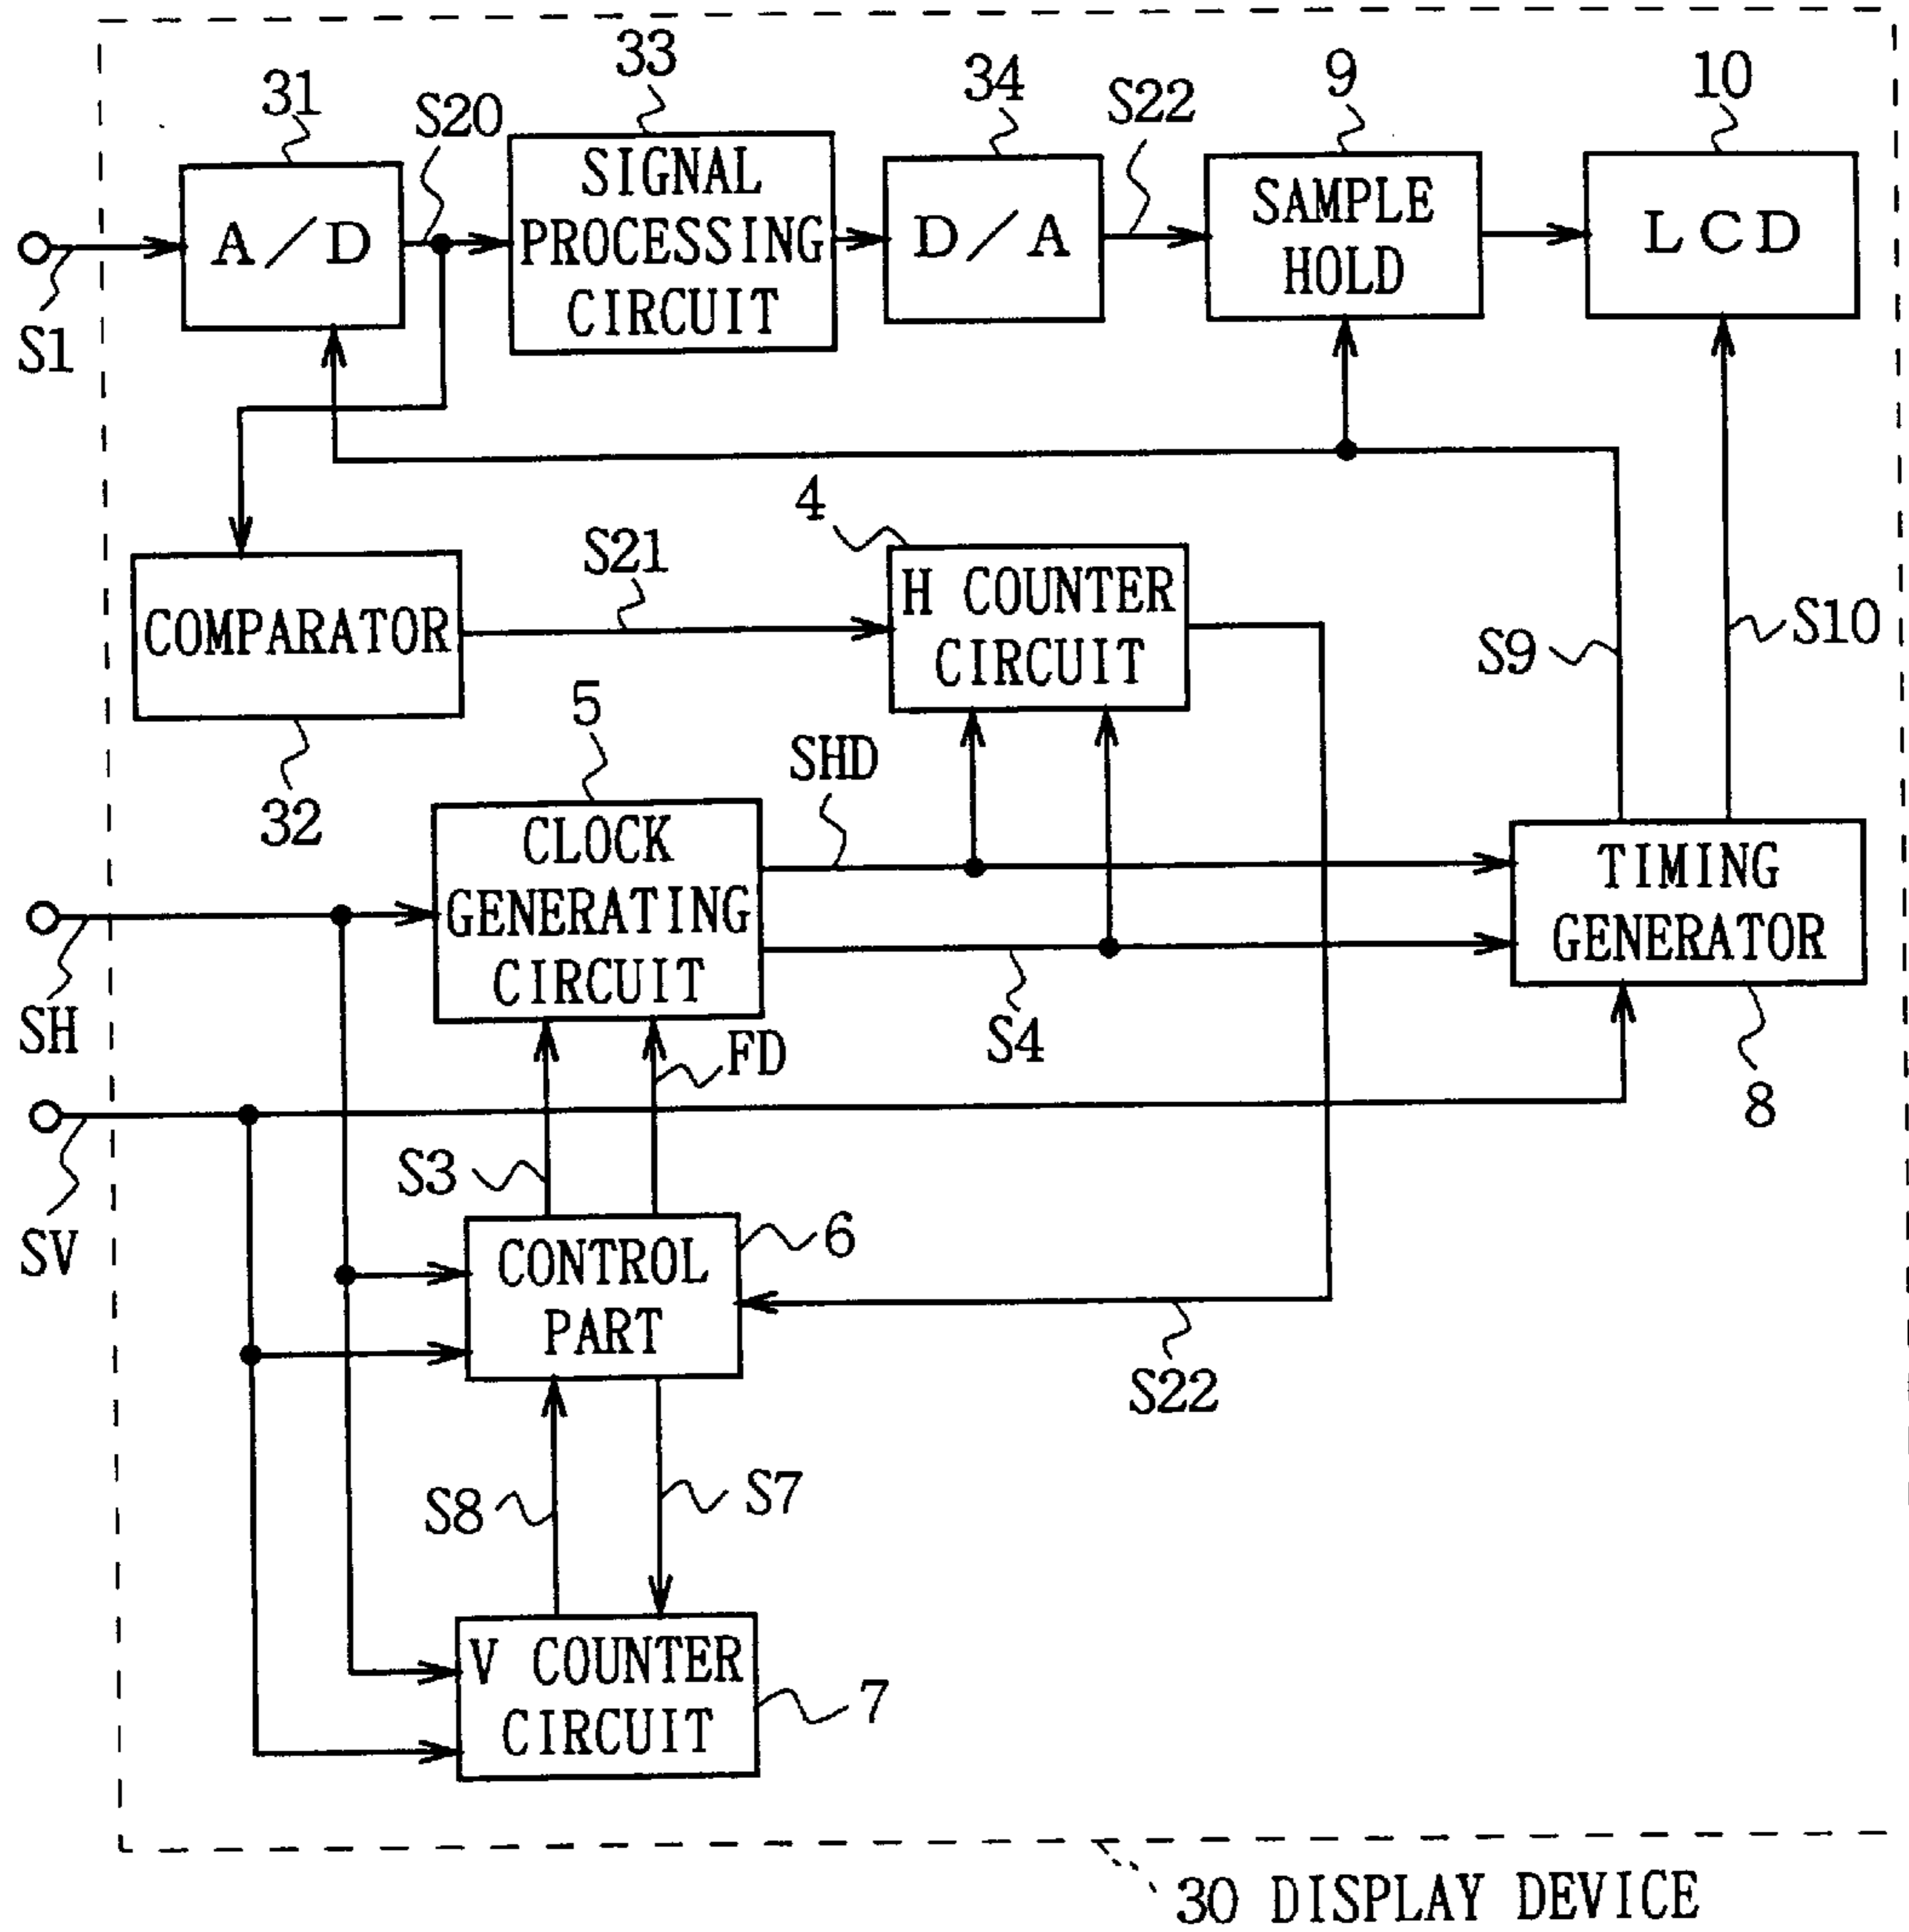 31
S20
33
34
S22
9
10
S1
A/D
SIGNAL
PROCESSING
CIRCUIT
D/A
SAMPLE
HOLD
LCD
4
S21
COMPARATOR
H COUNTER
CIRCUIT
S9
S10
32
5
SHD
CLOCK
GENERATING
CIRCUIT
TIMING
GENERATOR
SH
FD
S4
8
SV
S3
CONTROL
PART
6
S22
S8
S7
V COUNTER
CIRCUIT
7
30 DISPLAY DEVICE